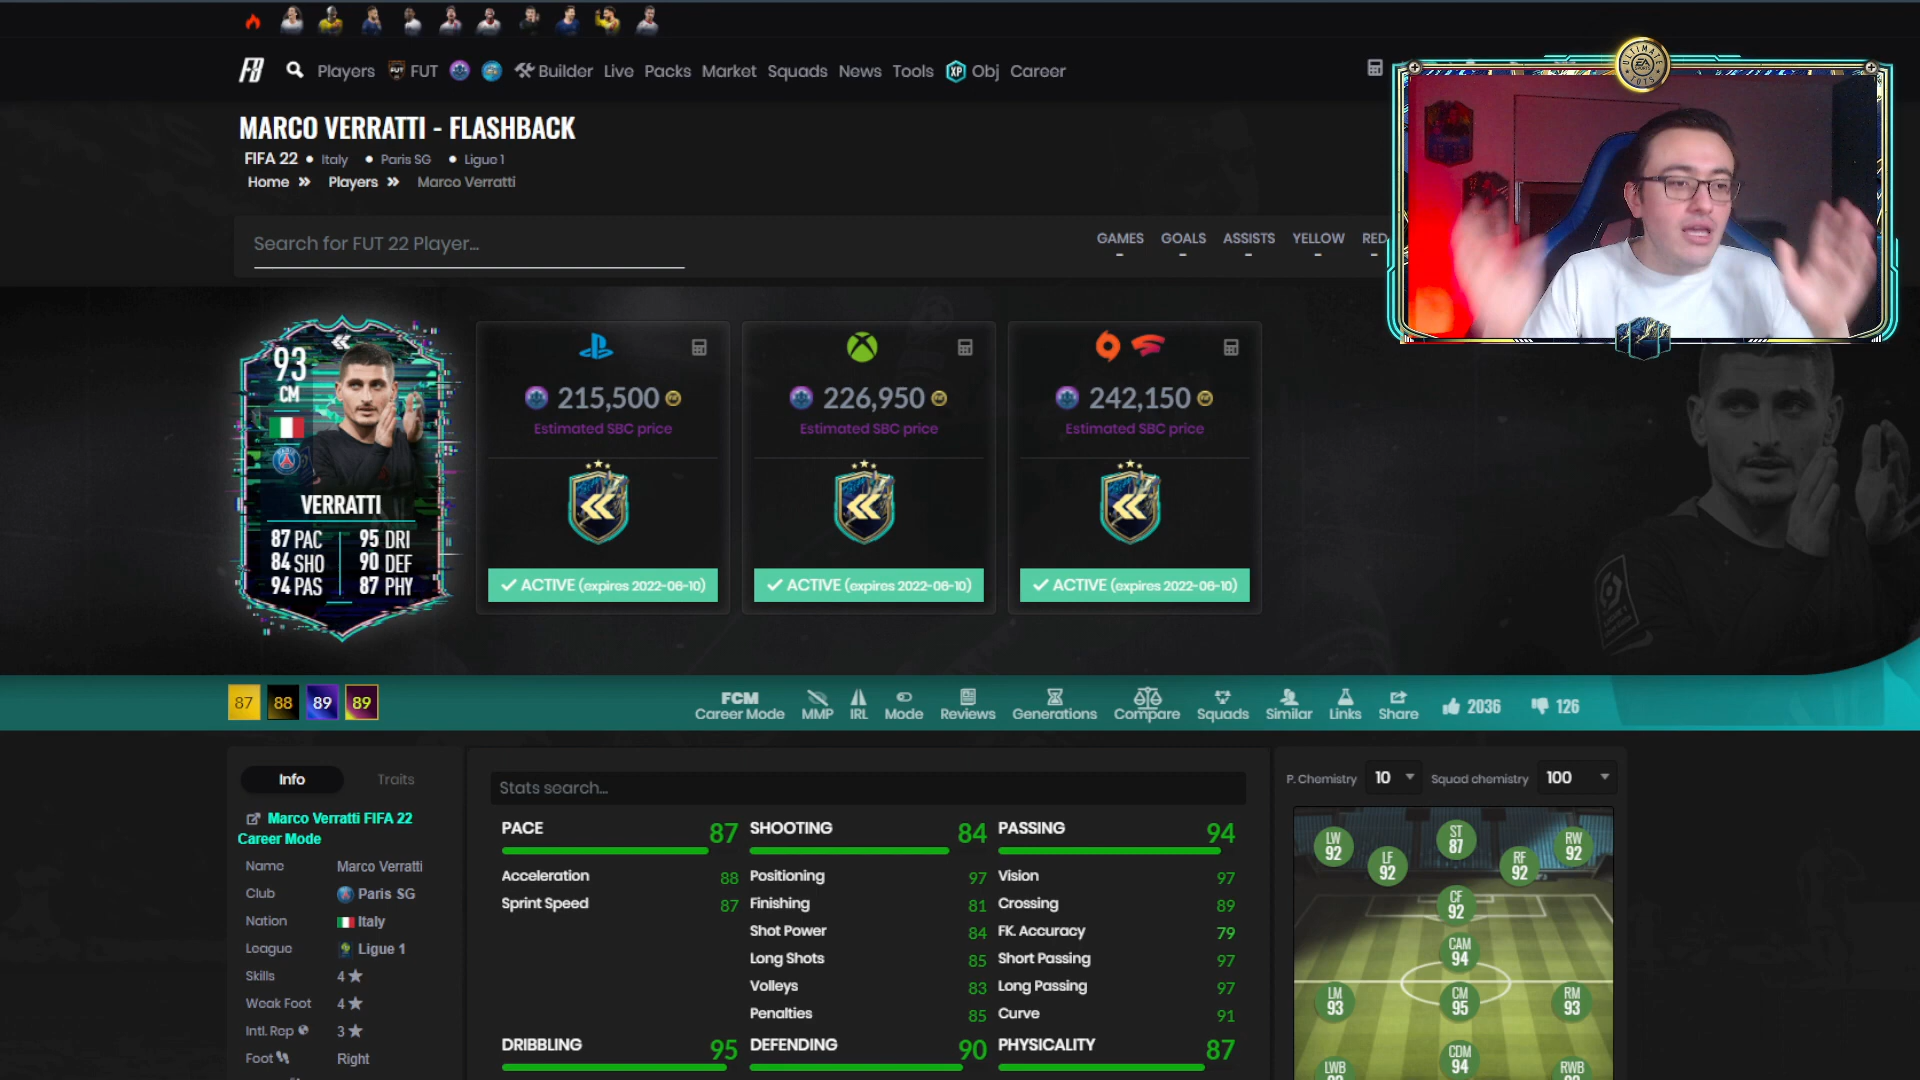 Players FUT Builder Live Packs Market Squads News Tools XP Obj Career
ULTIMATE
EA SPORTS
TOTS
MARCO VERRATTI - FLASHBACK
FIFA 22 • Italy • Paris SG • Ligue 1
Home » Players » Marco Verratti
Search for FUT 22 Player...
GAMES GOALS ASSISTS YELLOW RED
- - - - -
93
CM
VERRATTI
87 PAC 95 DRI
84 SHO 90 DEF
94 PAS 87 PHY
215,500
Estimated SBC price
ACTIVE (expires 2022-06-10)
226,950
Estimated SBC price
ACTIVE (expires 2022-06-10)
242,150
Estimated SBC price
ACTIVE (expires 2022-06-10)
87 88 89 89
FCM
Career Mode MMP IRL Mode Reviews Generations Compare Squads Similar Links Share 2036 126
Info Traits
Marco Verratti FIFA 22
Career Mode
Name Marco Verratti
Club Paris SG
Nation Italy
League Ligue 1
Skills 4 ★
Weak Foot 4 ★
Intl. Rep 3 ★
Foot Right
Stats search...
PACE 87
Acceleration 88
Sprint Speed 87
SHOOTING 84
Positioning 97
Finishing 81
Shot Power 84
Long Shots 85
Volleys 83
Penalties 85
PASSING 94
Vision 97
Crossing 89
FK. Accuracy 79
Short Passing 97
Long Passing 97
Curve 91
DRIBBLING 95
DEFENDING 90
PHYSICALITY 87
P. Chemistry 10 Squad chemistry 100
LW
92
ST
87
RW
92
LF
92
RF
92
CF
92
CAM
94
LM
93
CM
95
RM
93
CDM
94
LWB
RWB